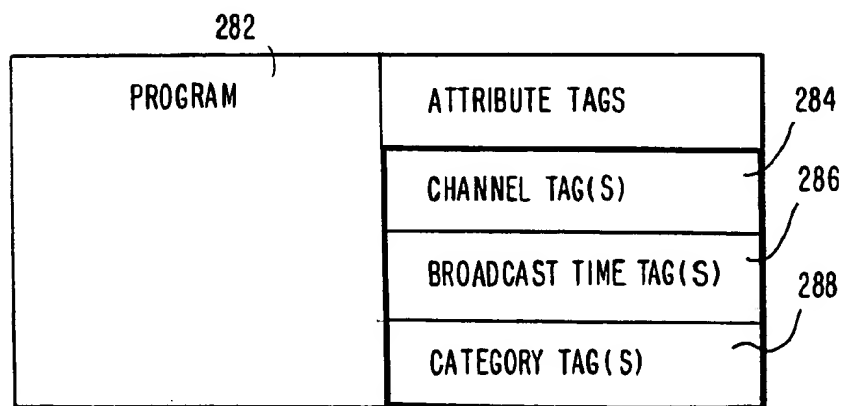 282
PROGRAM
ATTRIBUTE TAGS
284
CHANNEL TAG(S)
286
BROADCAST TIME TAG(S)
288
CATEGORY TAG(S)